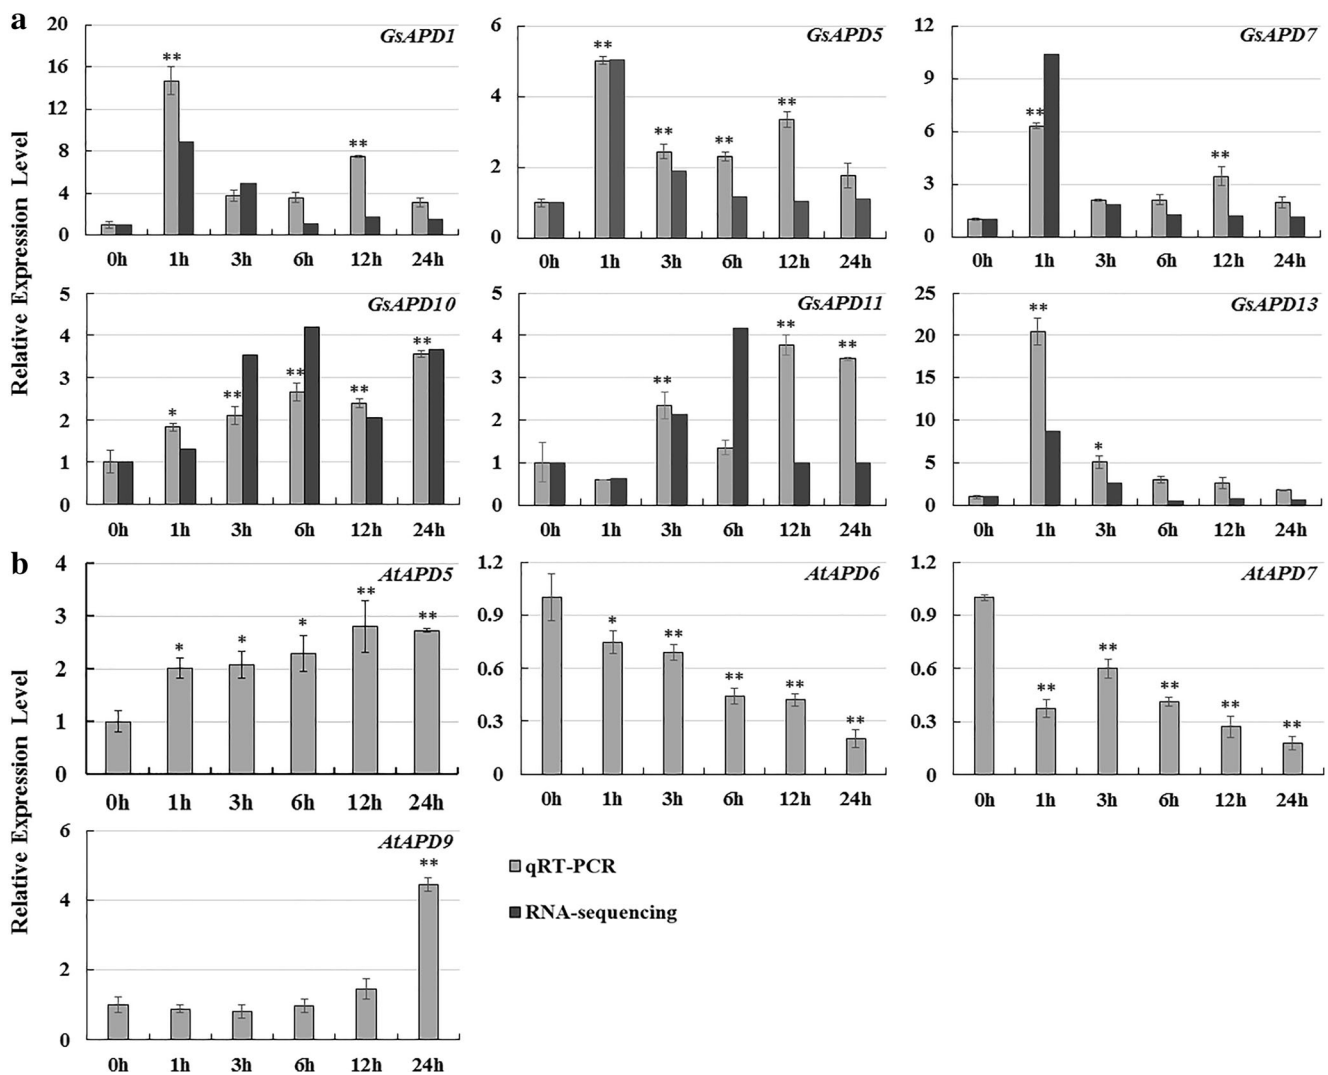 a
Relative Expression Level
GsAPD1
20
16
12
8
4
0
** **
0h 1h 3h 6h 12h 24h
GsAPD5
6
4
2
0
** ** ** **
0h 1h 3h 6h 12h 24h
GsAPD7
12
9
6
3
0
** **
0h 1h 3h 6h 12h 24h
GsAPD10
5
4
3
2
1
0
* ** ** ** **
0h 1h 3h 6h 12h 24h
GsAPD11
5
4
3
2
1
0
** ** **
0h 1h 3h 6h 12h 24h
GsAPD13
25
20
15
10
5
0
** *
0h 1h 3h 6h 12h 24h
b
Relative Expression Level
AtAPD5
4
3
2
1
0
* * * ** **
0h 1h 3h 6h 12h 24h
AtAPD6
1.2
0.9
0.6
0.3
0
* ** ** ** **
0h 1h 3h 6h 12h 24h
AtAPD7
1.2
0.9
0.6
0.3
0
** ** ** ** **
0h 1h 3h 6h 12h 24h
AtAPD9
6
4
2
0
**
0h 1h 3h 6h 12h 24h
qRT-PCR
RNA-sequencing